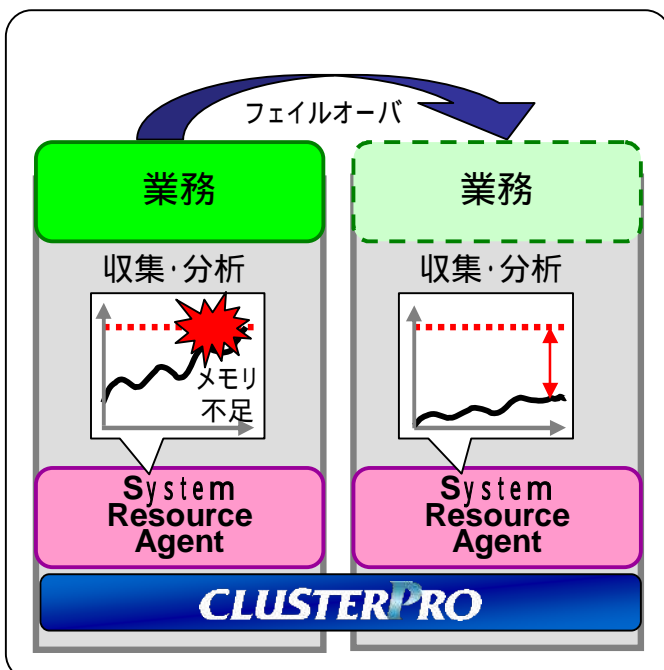 フェイルオーバ
業務
業務
収集・分析
収集・分析
メモリ
不足
System
Resource
Agent
System
Resource
Agent
CLUSTERPRO